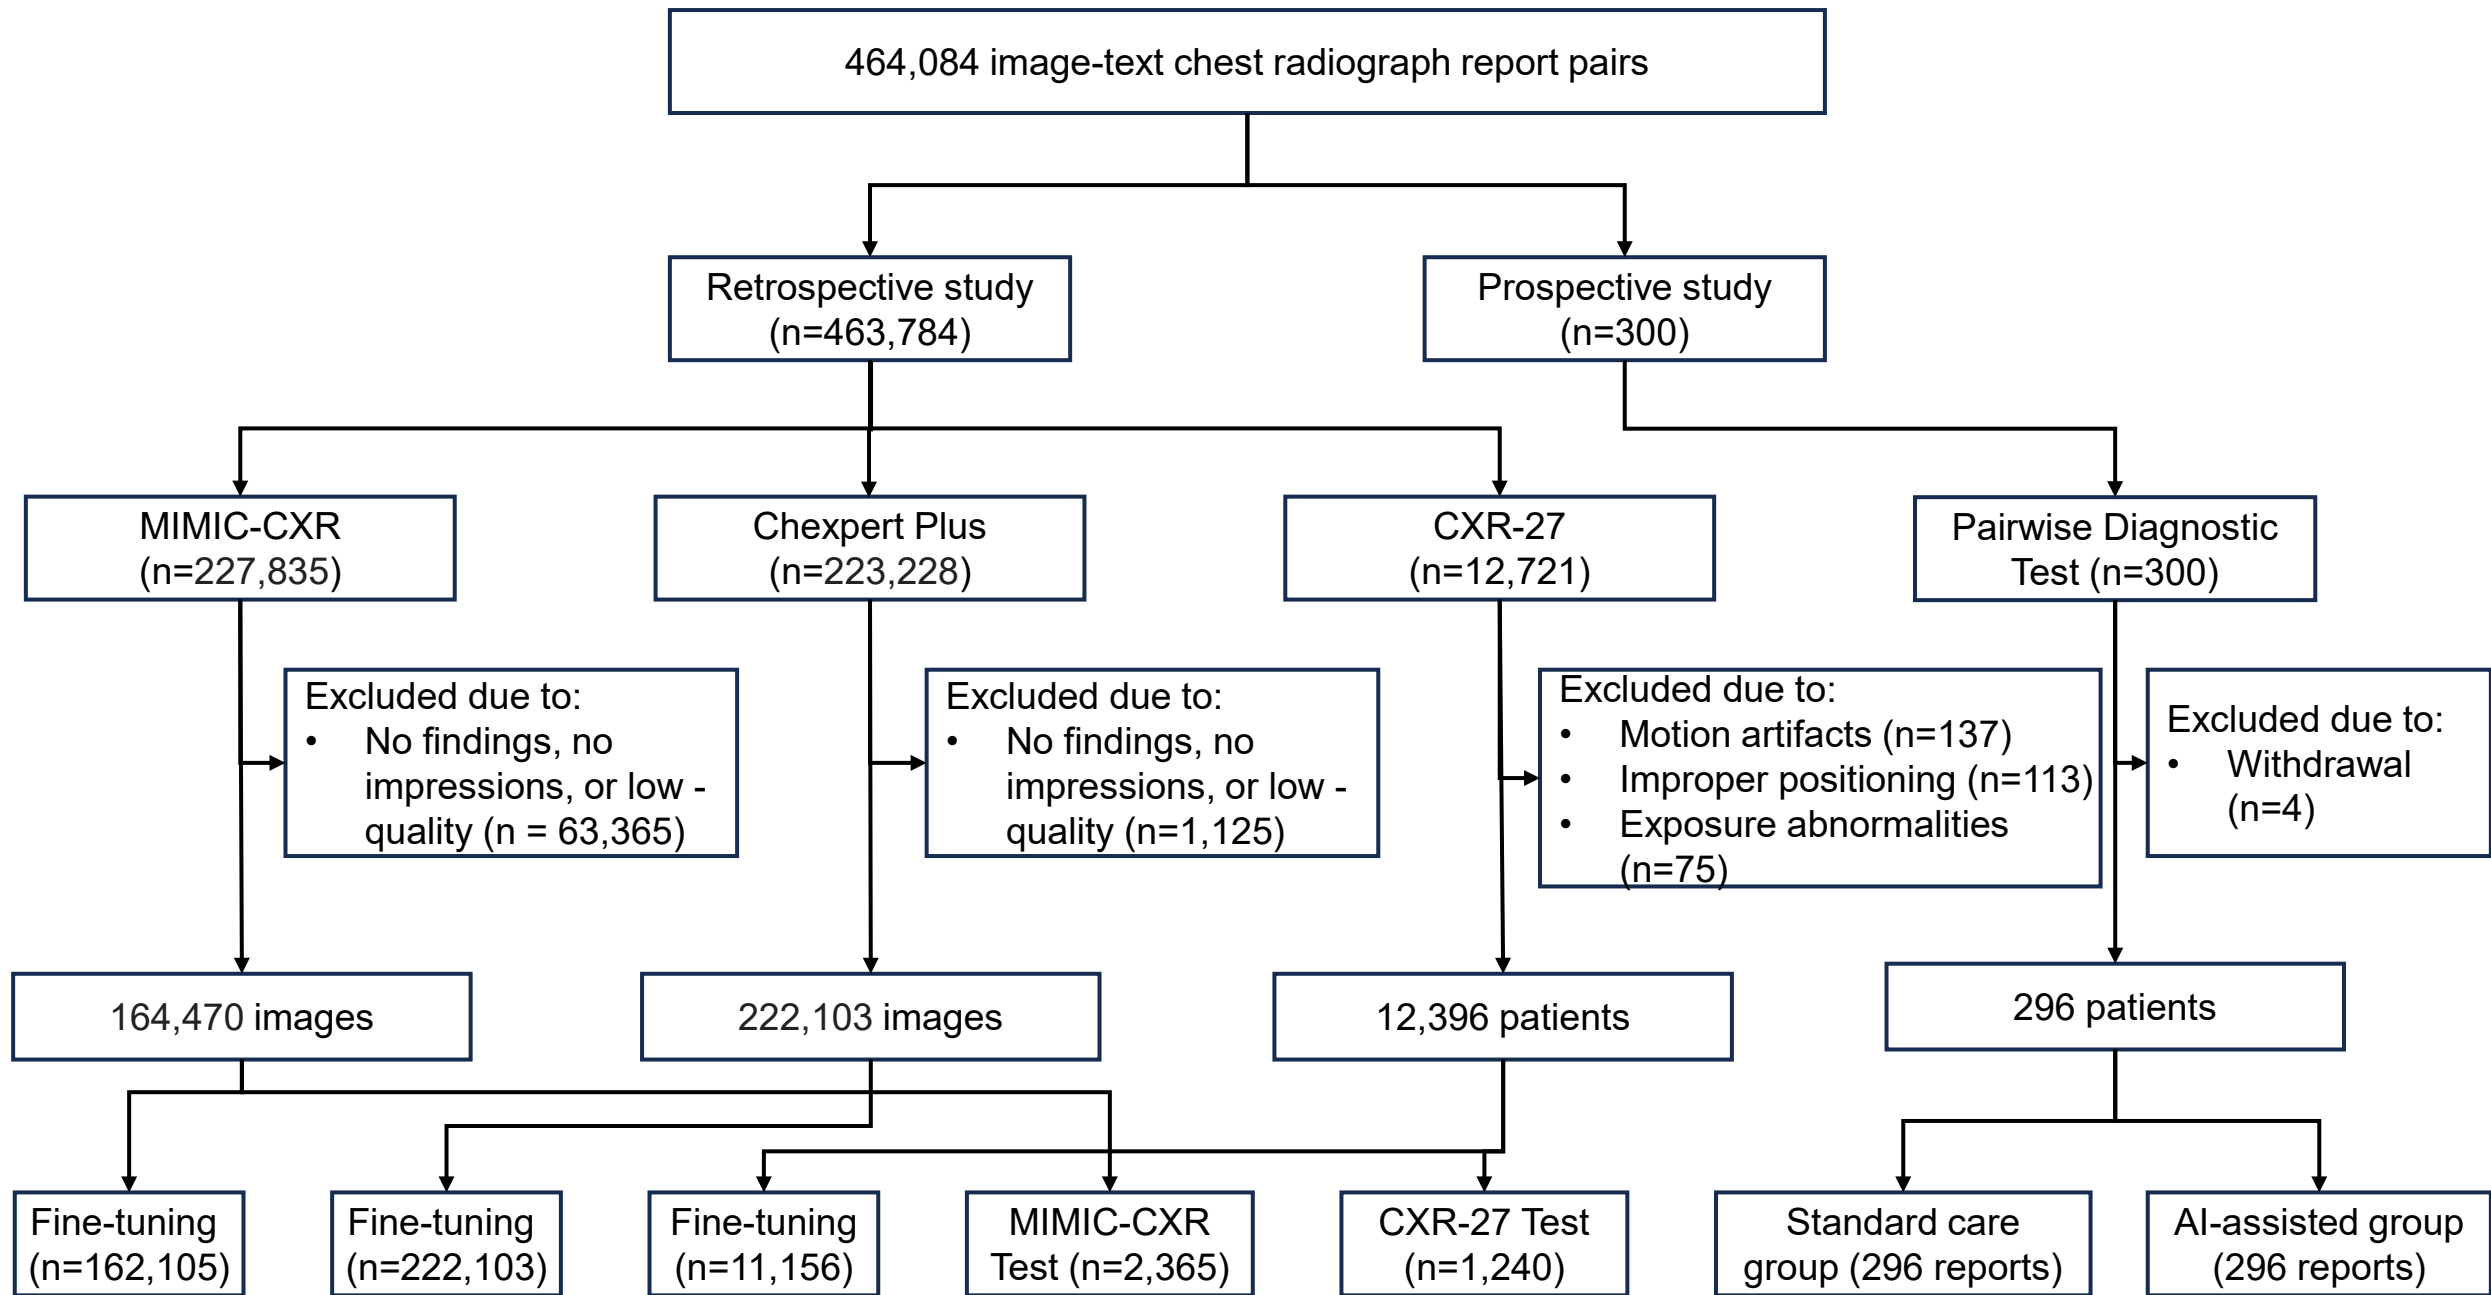 464,084 image-text chest radiograph report pairs
Retrospective study
(n=463,784)
Prospective study
(n=300)
MIMIC-CXR
(n=227,835)
Chexpert Plus
(n=223,228)
CXR-27
(n=12,721)
Pairwise Diagnostic
Test (n=300)
Excluded due to:
• No findings, no
impressions, or low -
quality (n = 63,365)
Excluded due to:
• No findings, no
impressions, or low -
quality (n=1,125)
Excluded due to:
• Motion artifacts (n=137)
• Improper positioning (n=113)
• Exposure abnormalities
(n=75)
Excluded due to:
• Withdrawal
(n=4)
164,470 images
222,103 images
12,396 patients
296 patients
Fine-tuning
(n=162,105)
Fine-tuning
(n=222,103)
Fine-tuning
(n=11,156)
MIMIC-CXR
Test (n=2,365)
CXR-27 Test
(n=1,240)
Standard care
group (296 reports)
AI-assisted group
(296 reports)